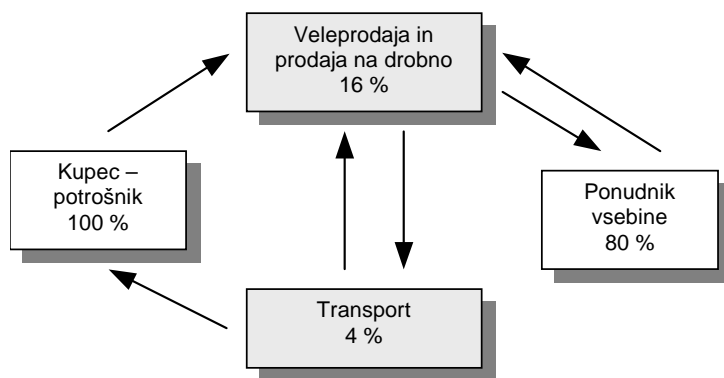 Veleprodaja in
prodaja na drobno
16 %
Kupec –
potrošnik
100 %
Ponudnik
vsebine
80 %
Transport
4 %